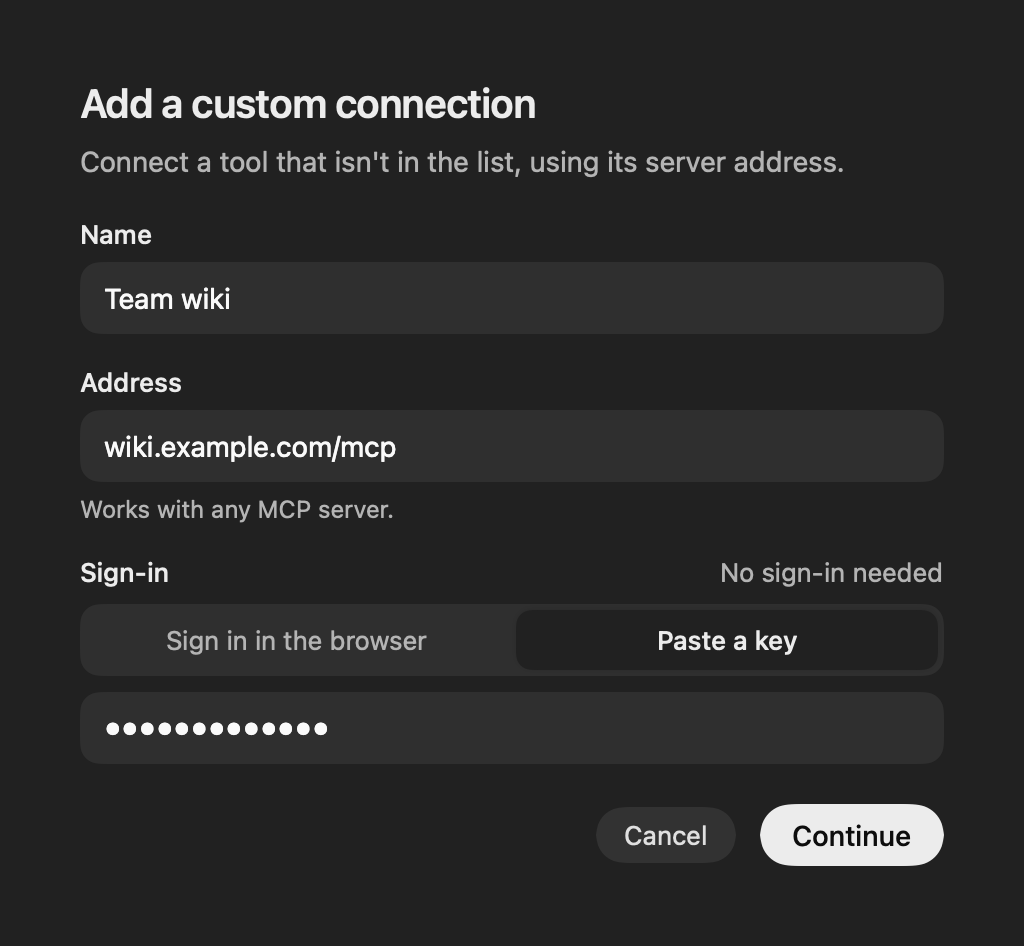 Add a custom connection
Connect a tool that isn't in the list, using its server address.
Name
Team wiki
Address
wiki.example.com/mcp
Works with any MCP server.
Sign-in
No sign-in needed
Sign in in the browser
Paste a key
●●●●●●●●●●●●●
Cancel
Continue